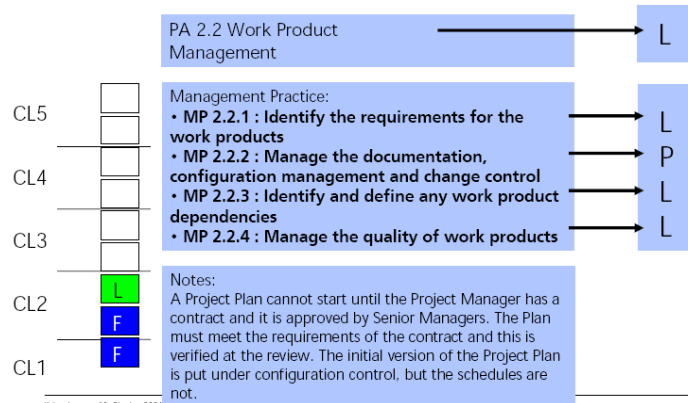 PA 2.2 Work Product
Management
L
Management Practice:
• MP 2.2.1 : Identify the requirements for the
work products
• MP 2.2.2 : Manage the documentation,
configuration management and change control
• MP 2.2.3 : Identify and define any work product
dependencies
• MP 2.2.4 : Manage the quality of work products
L
P
L
L
CL5
CL4
CL3
CL2
CL1
L
F
F
Notes:
A Project Plan cannot start until the Project Manager has a
contract and it is approved by Senior Managers. The Plan
must meet the requirements of the contract and this is
verified at the review. The initial version of the Project Plan
is put under configuration control, but the schedules are
not.